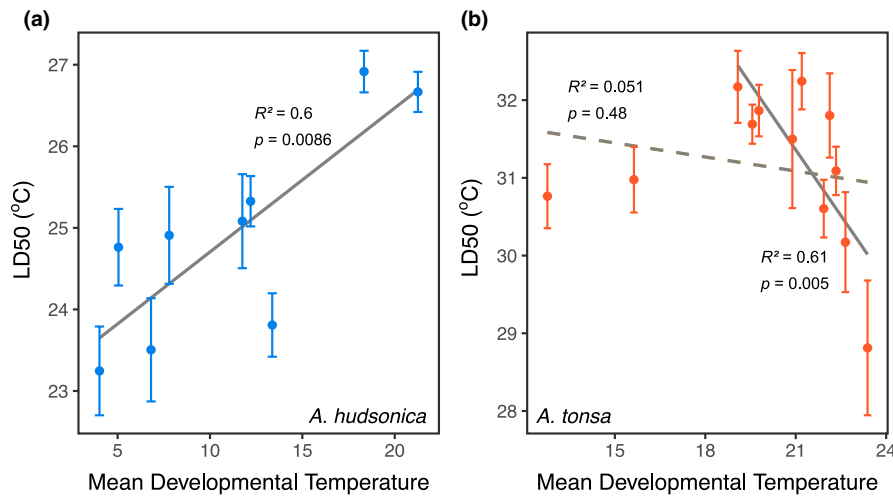 (a)
27
26
25
24
23
LD50 (°C)
R² = 0.6
p = 0.0086
A. hudsonica
5
10
15
20
Mean Developmental Temperature
(b)
32
31
30
29
28
LD50 (°C)
R² = 0.051
p = 0.48
R² = 0.61
p = 0.005
A. tonsa
15
18
21
24
Mean Developmental Temperature